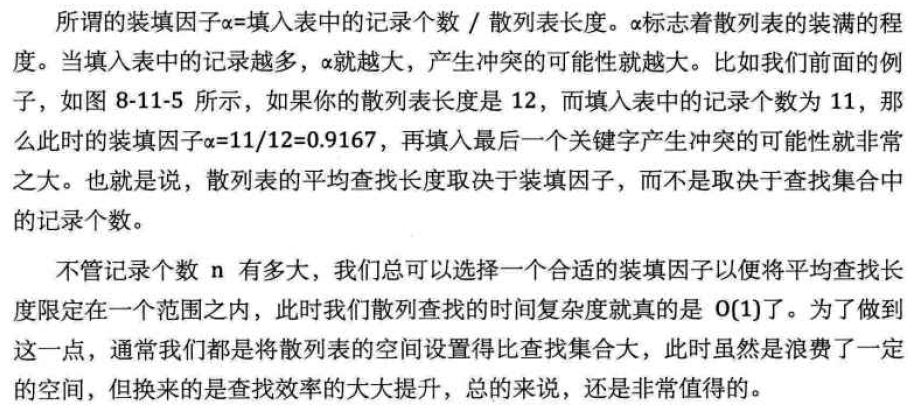 所谓的装填因子α=填入表中的记录个数 / 散列表长度。α标志着散列表的装满的程
度。当填入表中的记录越多，α就越大，产生冲突的可能性就越大。比如我们前面的例
子，如图 8-11-5 所示，如果你的散列表长度是 12，而填入表中的记录个数为 11，那
么此时的装填因子α=11/12=0.9167，再填入最后一个关键字产生冲突的可能性就非常
之大。也就是说，散列表的平均查找长度取决于装填因子，而不是取决于查找集合中
的记录个数。
不管记录个数 n 有多大，我们总可以选择一个合适的装填因子以便将平均查找长
度限定在一个范围之内，此时我们散列查找的时间复杂度就真的是 O(1)了。为了做到
这一点，通常我们都是将散列表的空间设置得比查找集合大，此时虽然是浪费了一定
的空间，但换来的是查找效率的大大提升，总的来说，还是非常值得的。